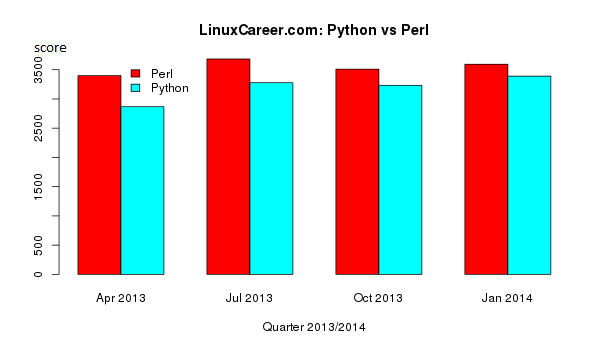 LinuxCareer.com: Python vs Perl
score
3500
2500
1500
500
0
Perl
Python
Apr 2013
Jul 2013
Oct 2013
Jan 2014
Quarter 2013/2014